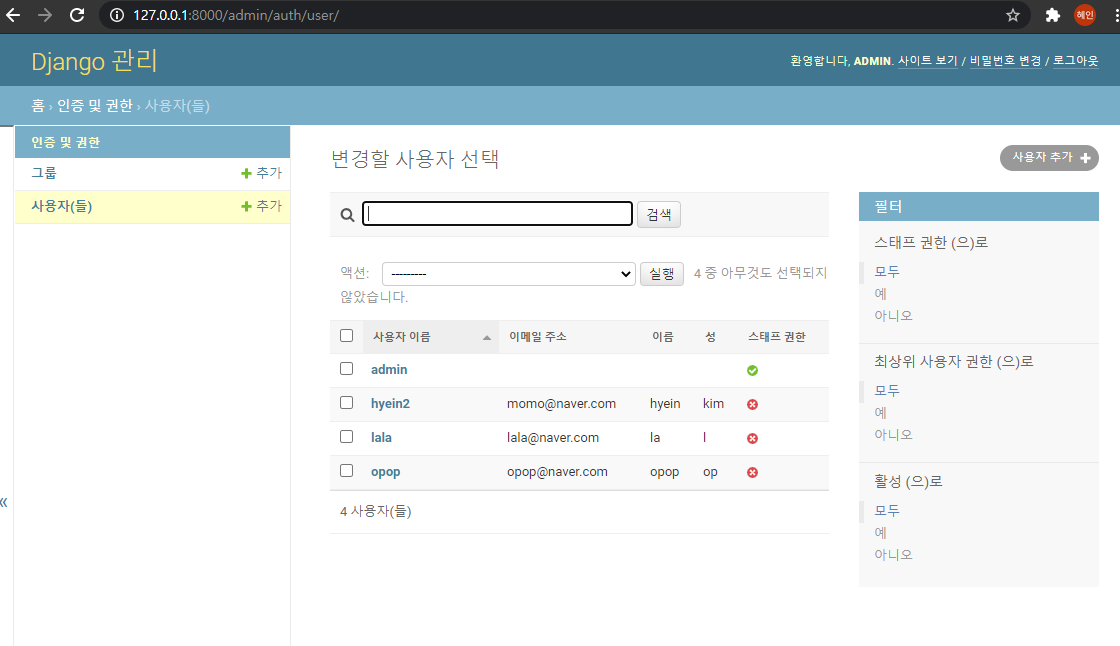 127.0.0.1:8000/admin/auth/user/
혜인
Django 관리
환영합니다, ADMIN. 사이트 보기 / 비밀번호 변경 / 로그아웃
홈 › 인증 및 권한 › 사용자(들)
인증 및 권한
그룹 추가
사용자(들) 추가
«
변경할 사용자 선택
사용자 추가
검색
액션: --------- 실행 4 중 아무것도 선택되지
않았습니다.
사용자 이름 이메일 주소 이름 성 스태프 권한
admin
hyein2 momo@naver.com hyein kim
lala lala@naver.com la l
opop opop@naver.com opop op
4 사용자(들)
필터
스태프 권한 (으)로
모두
예
아니오
최상위 사용자 권한 (으)로
모두
예
아니오
활성 (으)로
모두
예
아니오